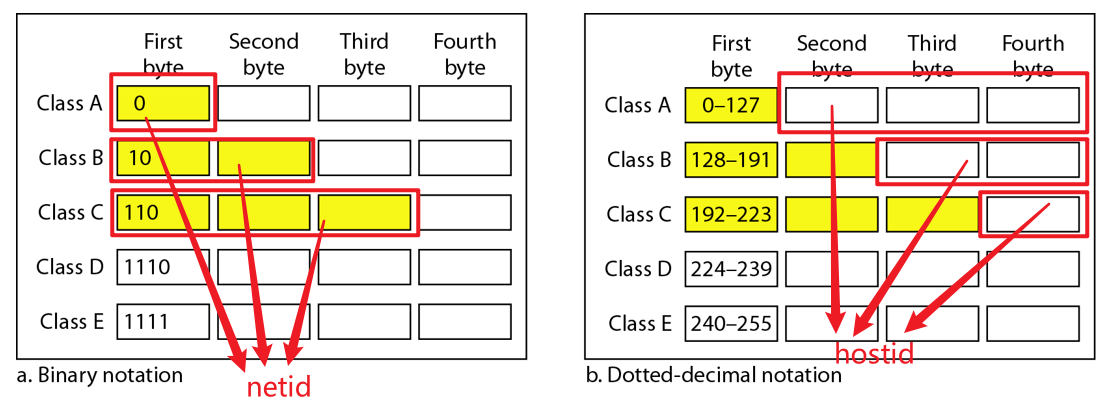 First byte Second byte Third byte Fourth byte
Class A 0
Class B 10
Class C 110
Class D 1110
Class E 1111
a. Binary notation
netid
First byte Second byte Third byte Fourth byte
Class A 0–127
Class B 128–191
Class C 192–223
Class D 224–239
Class E 240–255
hostid
b. Dotted-decimal notation